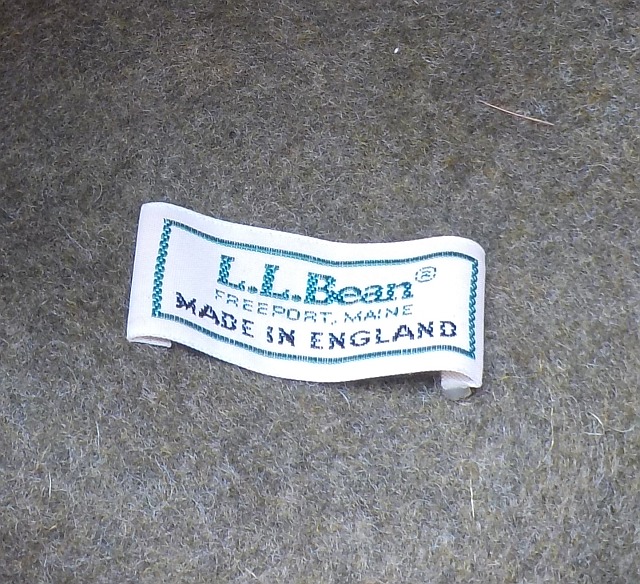 L.L.Bean®
FREEPORT, MAINE
MADE IN ENGLAND